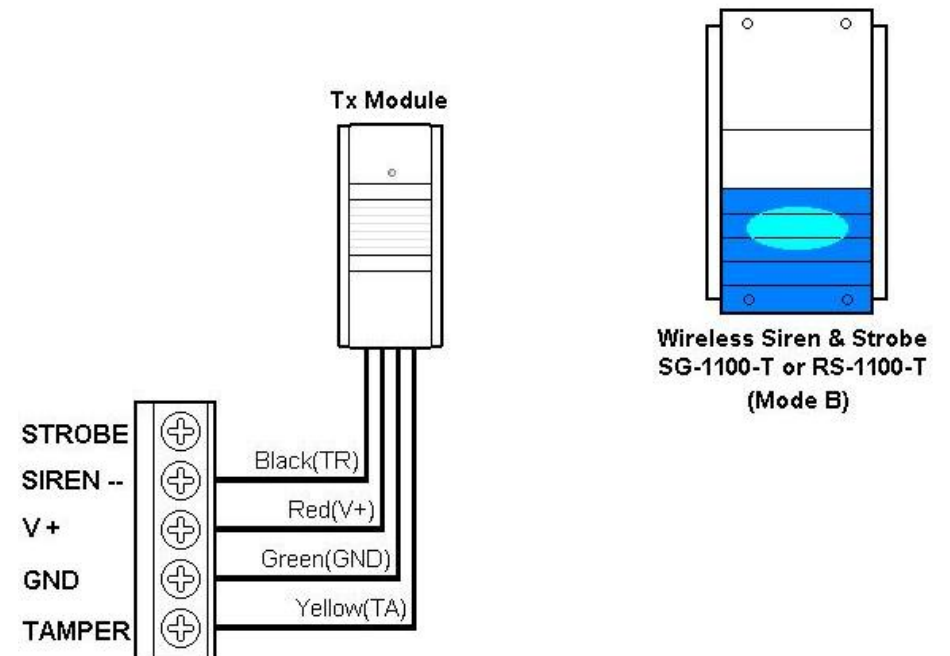 Tx Module
Wireless Siren & Strobe
SG-1100-T or RS-1100-T
(Mode B)
STROBE
SIREN --
Black(TR)
V +
Red(V+)
GND
Green(GND)
TAMPER
Yellow(TA)